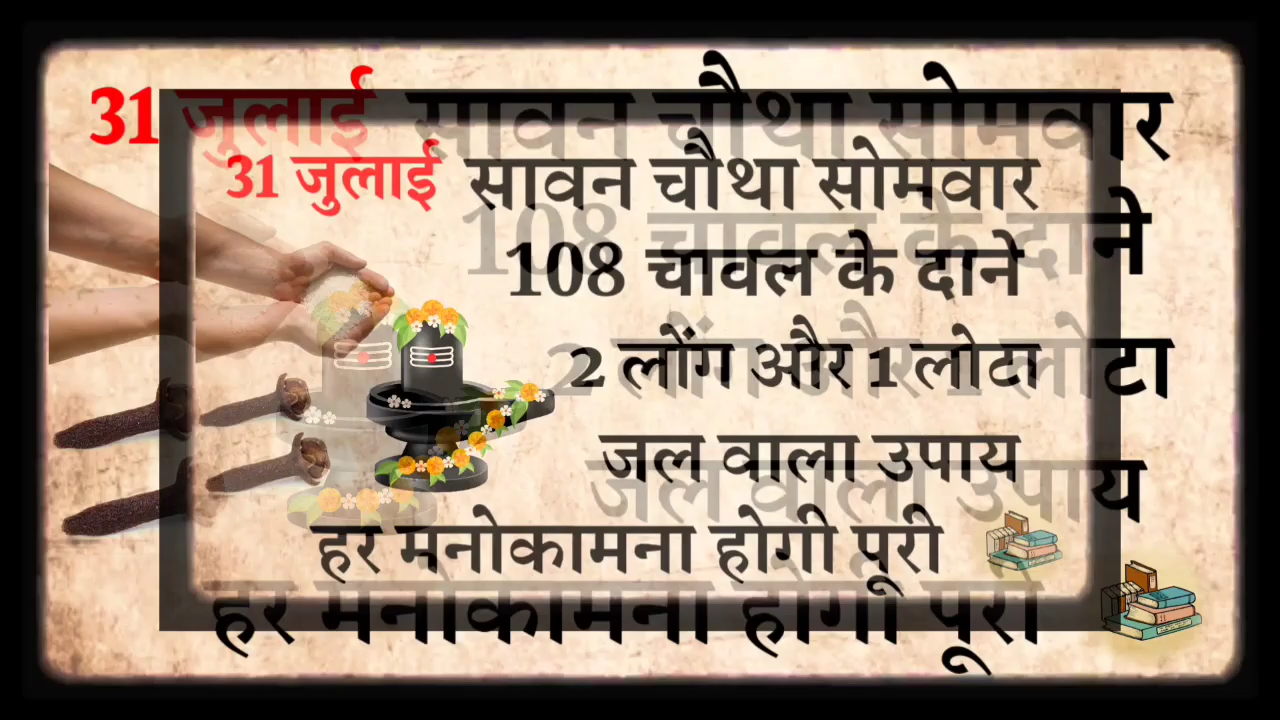 31 जुलाई सावन चौथा सोमवार
108 चावल के दाने
2 लोंग और 1 लोटा
जल वाला उपाय
हर मनोकामना होगी पूरी